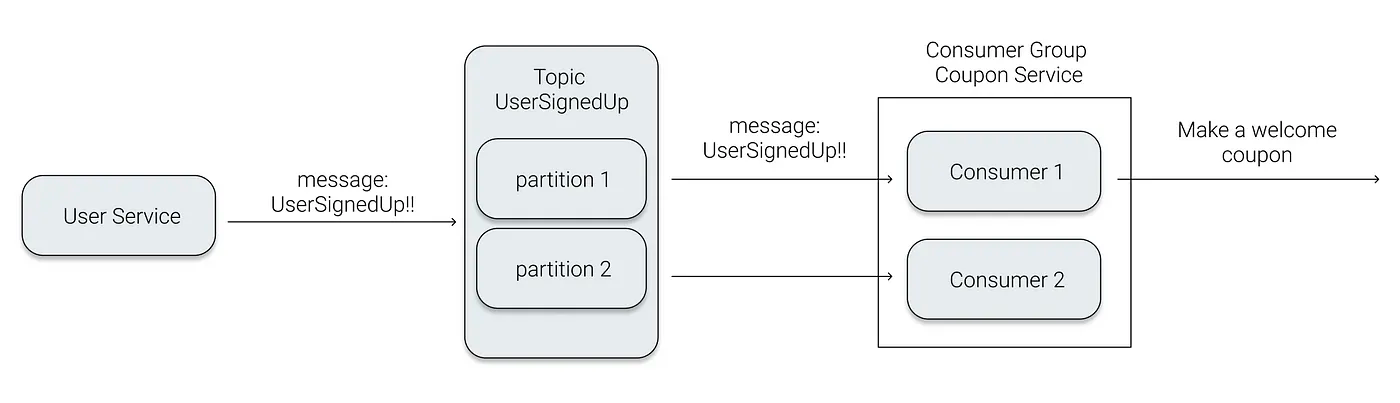 User Service
message:
UserSignedUp!!
Topic
UserSignedUp
partition 1
partition 2
message:
UserSignedUp!!
Consumer Group
Coupon Service
Consumer 1
Consumer 2
Make a welcome
coupon